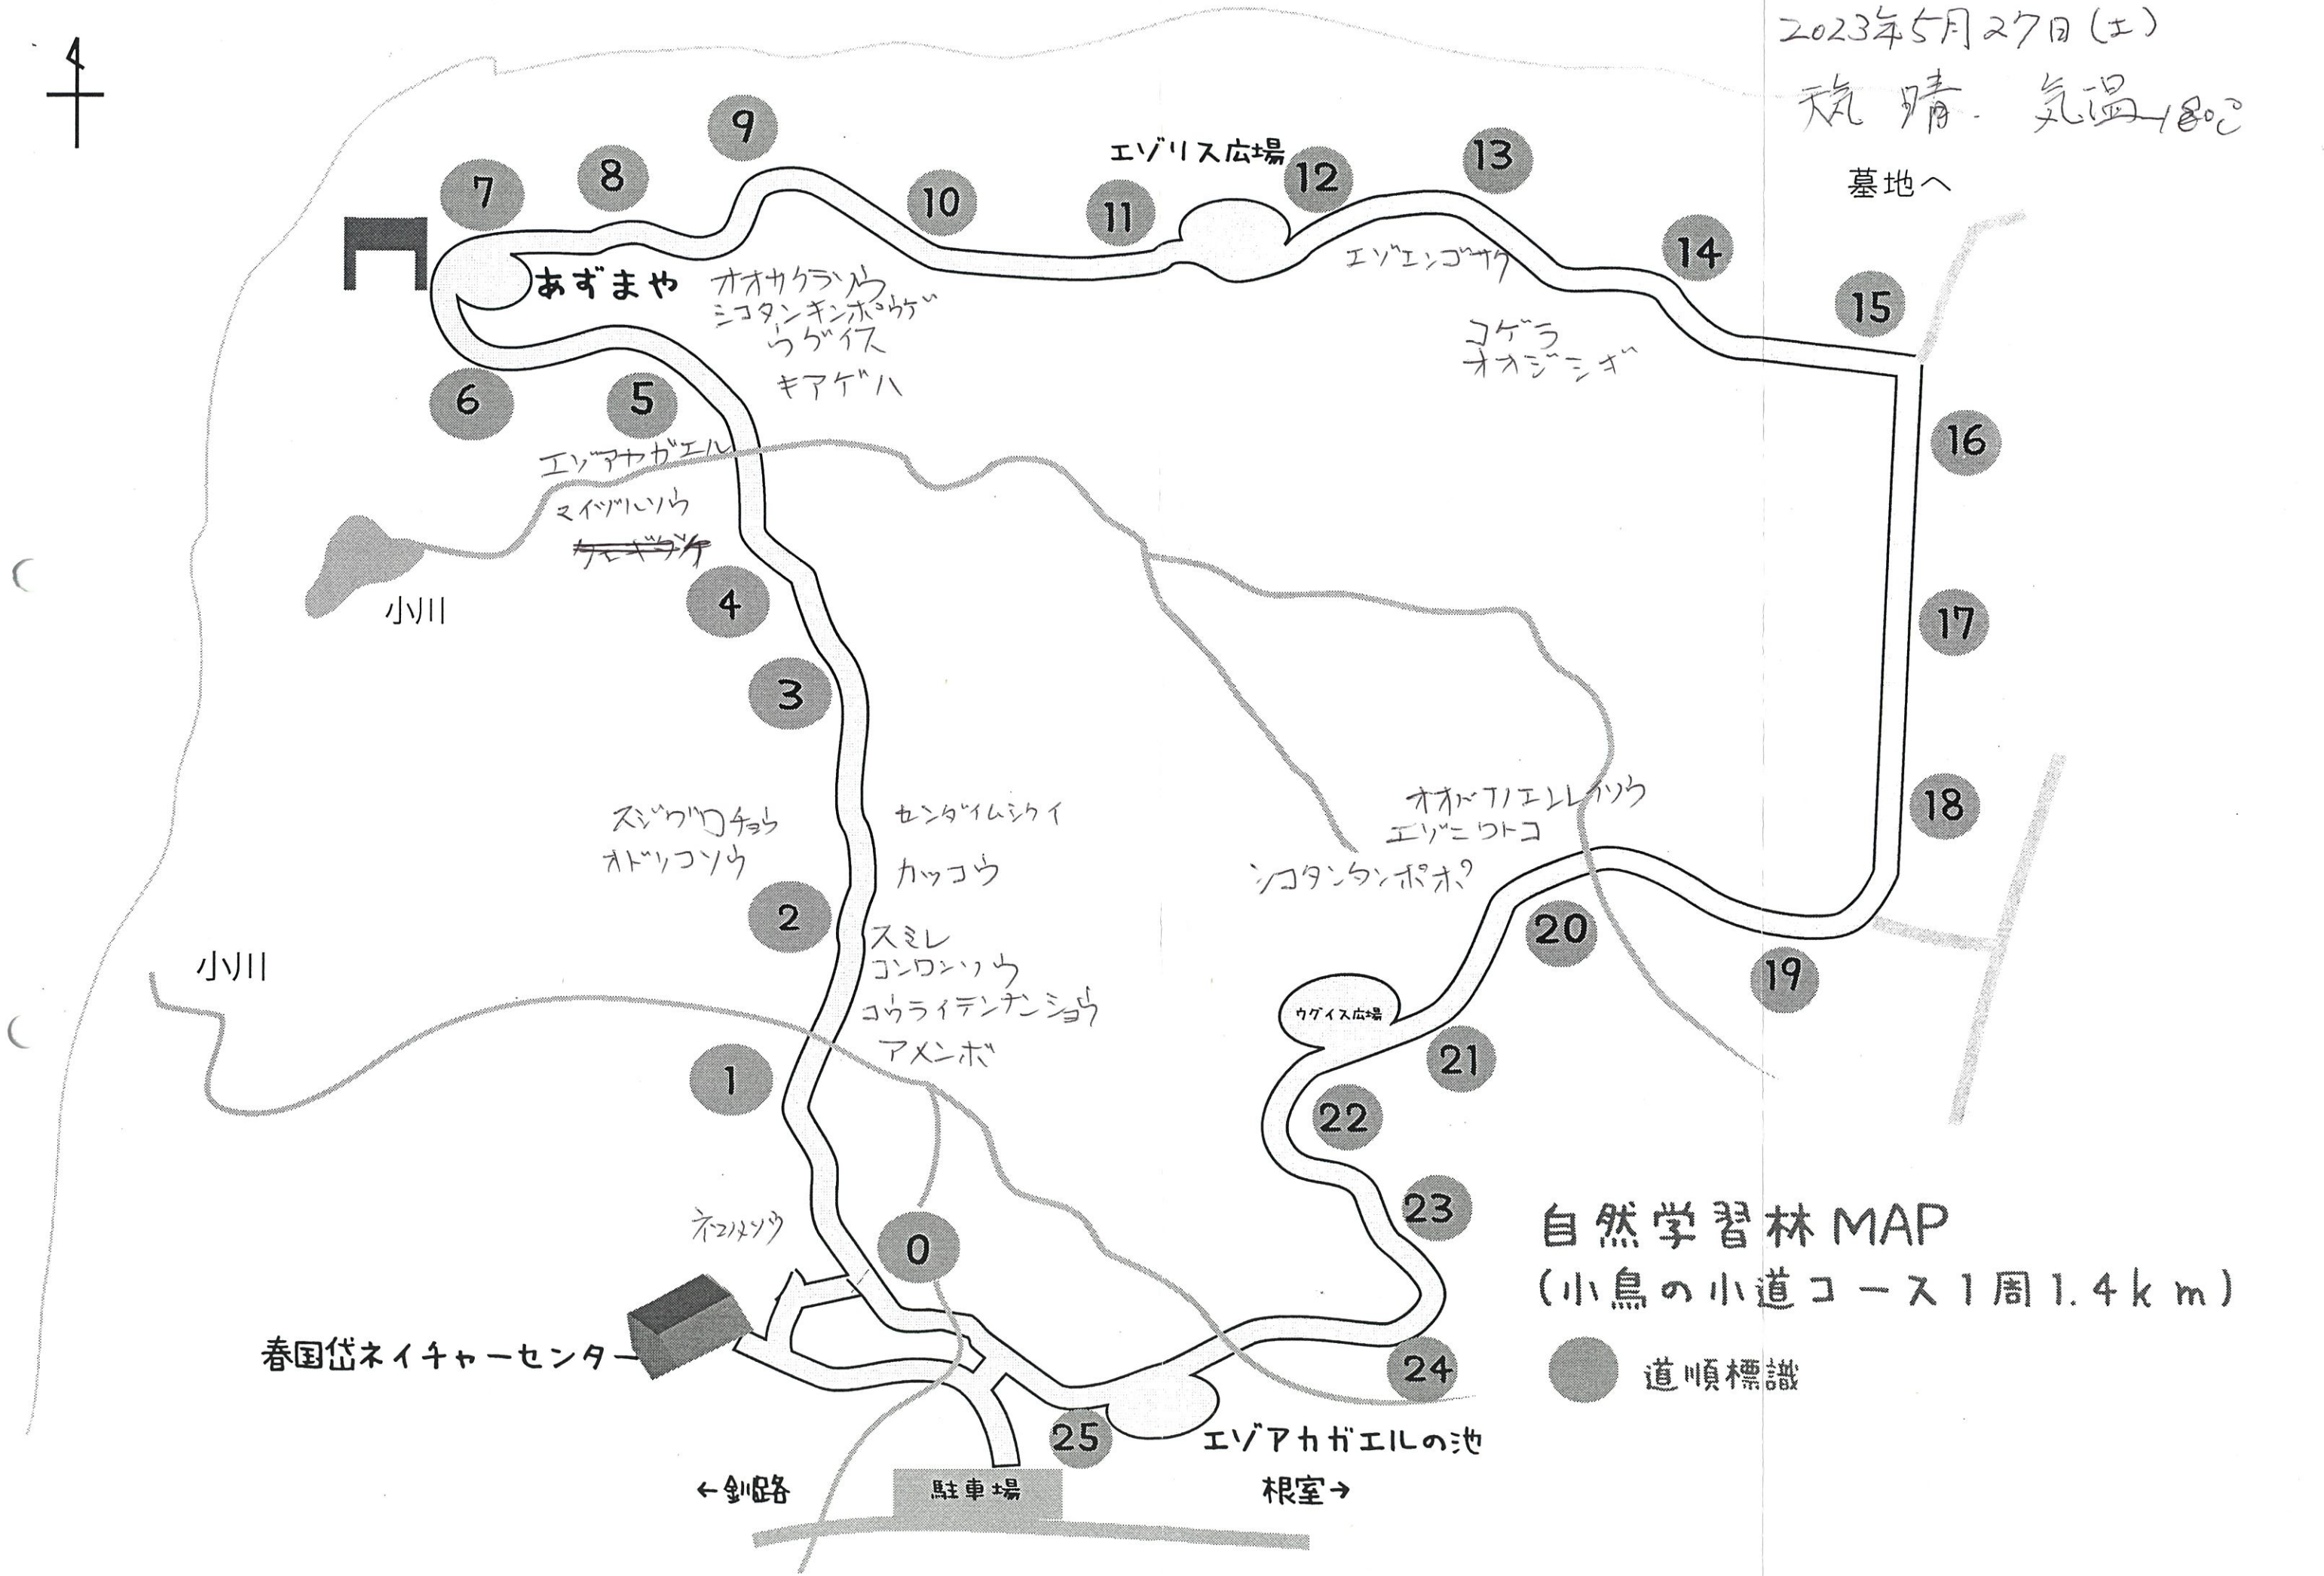 2023年5月27日(土)
天気 晴. 気温 18℃
墓地へ
エゾリス広場
7
8
9
10
11
12
13
14
15
16
17
18
19
20
21
22
23
24
25
あずまや
オオサクラソウ
シコタンキンポウゲ
ウグイス
キアゲハ
エゾエンゴサク
コゲラ
オオジシギ
6
5
エゾアカガエル
マイヅルソウ
小川
4
3
スジグロチョウ
オドリコソウ
センダイムシクイ
カッコウ
2
スミレ
コンロンソウ
コウライテンナンショウ
アメンボ
小川
1
オオバナノエンレイソウ
エゾニワトコ
シコタンタンポポ
ウグイス広場
ネコノメソウ
0
春国岱ネイチャーセンター
自然学習林MAP
(小鳥の小道コース1周1.4km)
道順標識
エゾアカガエルの池
←釧路
駐車場
根室→